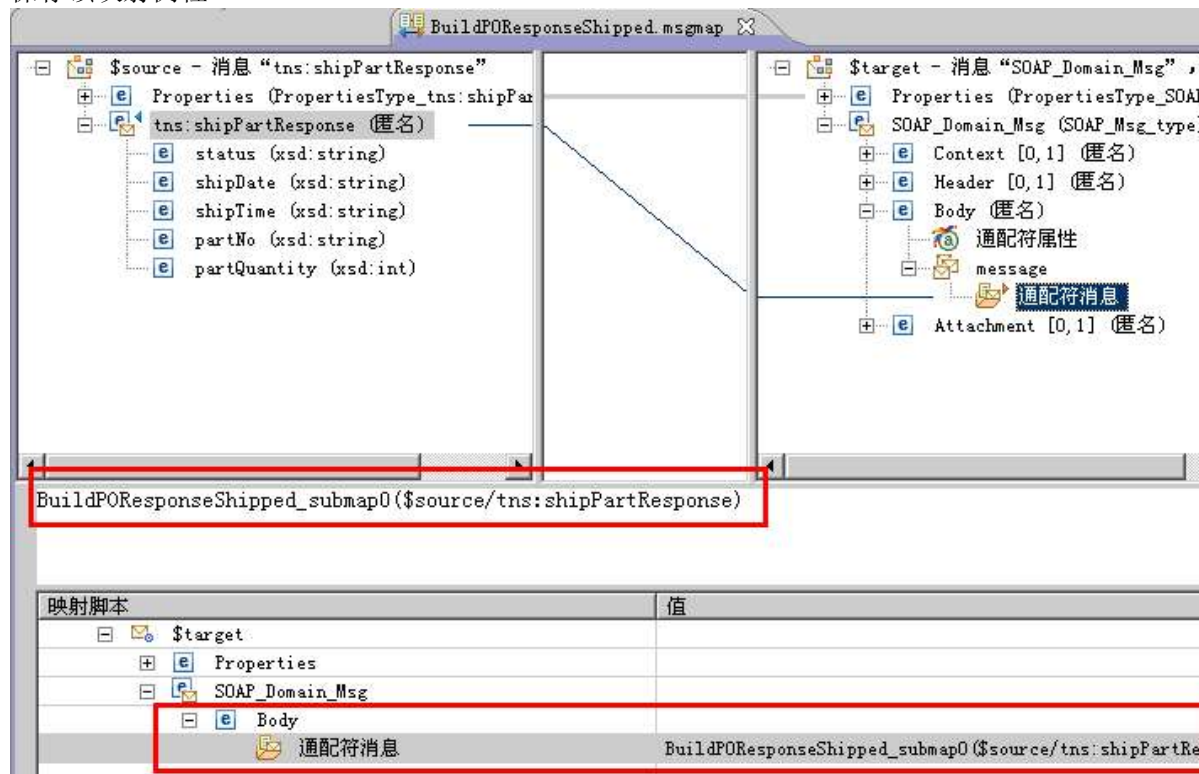 BuildPOResponseShipped.msgmap
$source - 消息“tns:shipPartResponse”
Properties (PropertiesType_tns:shipPar
tns:shipPartResponse (匿名)
status (xsd:string)
shipDate (xsd:string)
shipTime (xsd:string)
partNo (xsd:string)
partQuantity (xsd:int)
$target - 消息“SOAP_Domain_Msg”,
Properties (PropertiesType_SOA
SOAP_Domain_Msg (SOAP_Msg_type
Context [0,1] (匿名)
Header [0,1] (匿名)
Body (匿名)
通配符属性
message
通配符消息
Attachment [0,1] (匿名)
BuildPOResponseShipped_submap0($source/tns:shipPartResponse)
映射脚本 值
$target
Properties
SOAP_Domain_Msg
Body
通配符消息 BuildPOResponseShipped_submap0($source/tns:shipPartRe